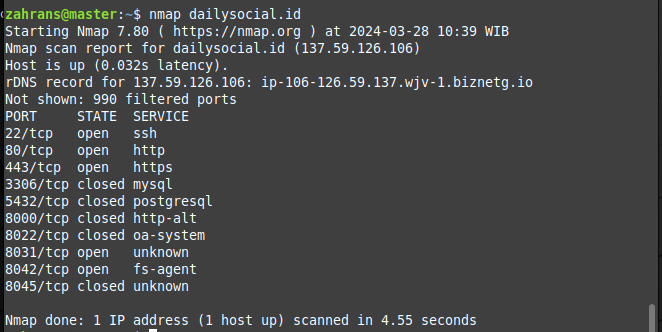 zahrans@master:~$ nmap dailysocial.id
Starting Nmap 7.80 ( https://nmap.org ) at 2024-03-28 10:39 WIB
Nmap scan report for dailysocial.id (137.59.126.106)
Host is up (0.032s latency).
rDNS record for 137.59.126.106: ip-106-126.59.137.wjv-1.biznetg.io
Not shown: 990 filtered ports
PORT     STATE  SERVICE
22/tcp   open   ssh
80/tcp   open   http
443/tcp  open   https
3306/tcp closed mysql
5432/tcp closed postgresql
8000/tcp closed http-alt
8022/tcp closed oa-system
8031/tcp open   unknown
8042/tcp open   fs-agent
8045/tcp closed unknown
Nmap done: 1 IP address (1 host up) scanned in 4.55 seconds